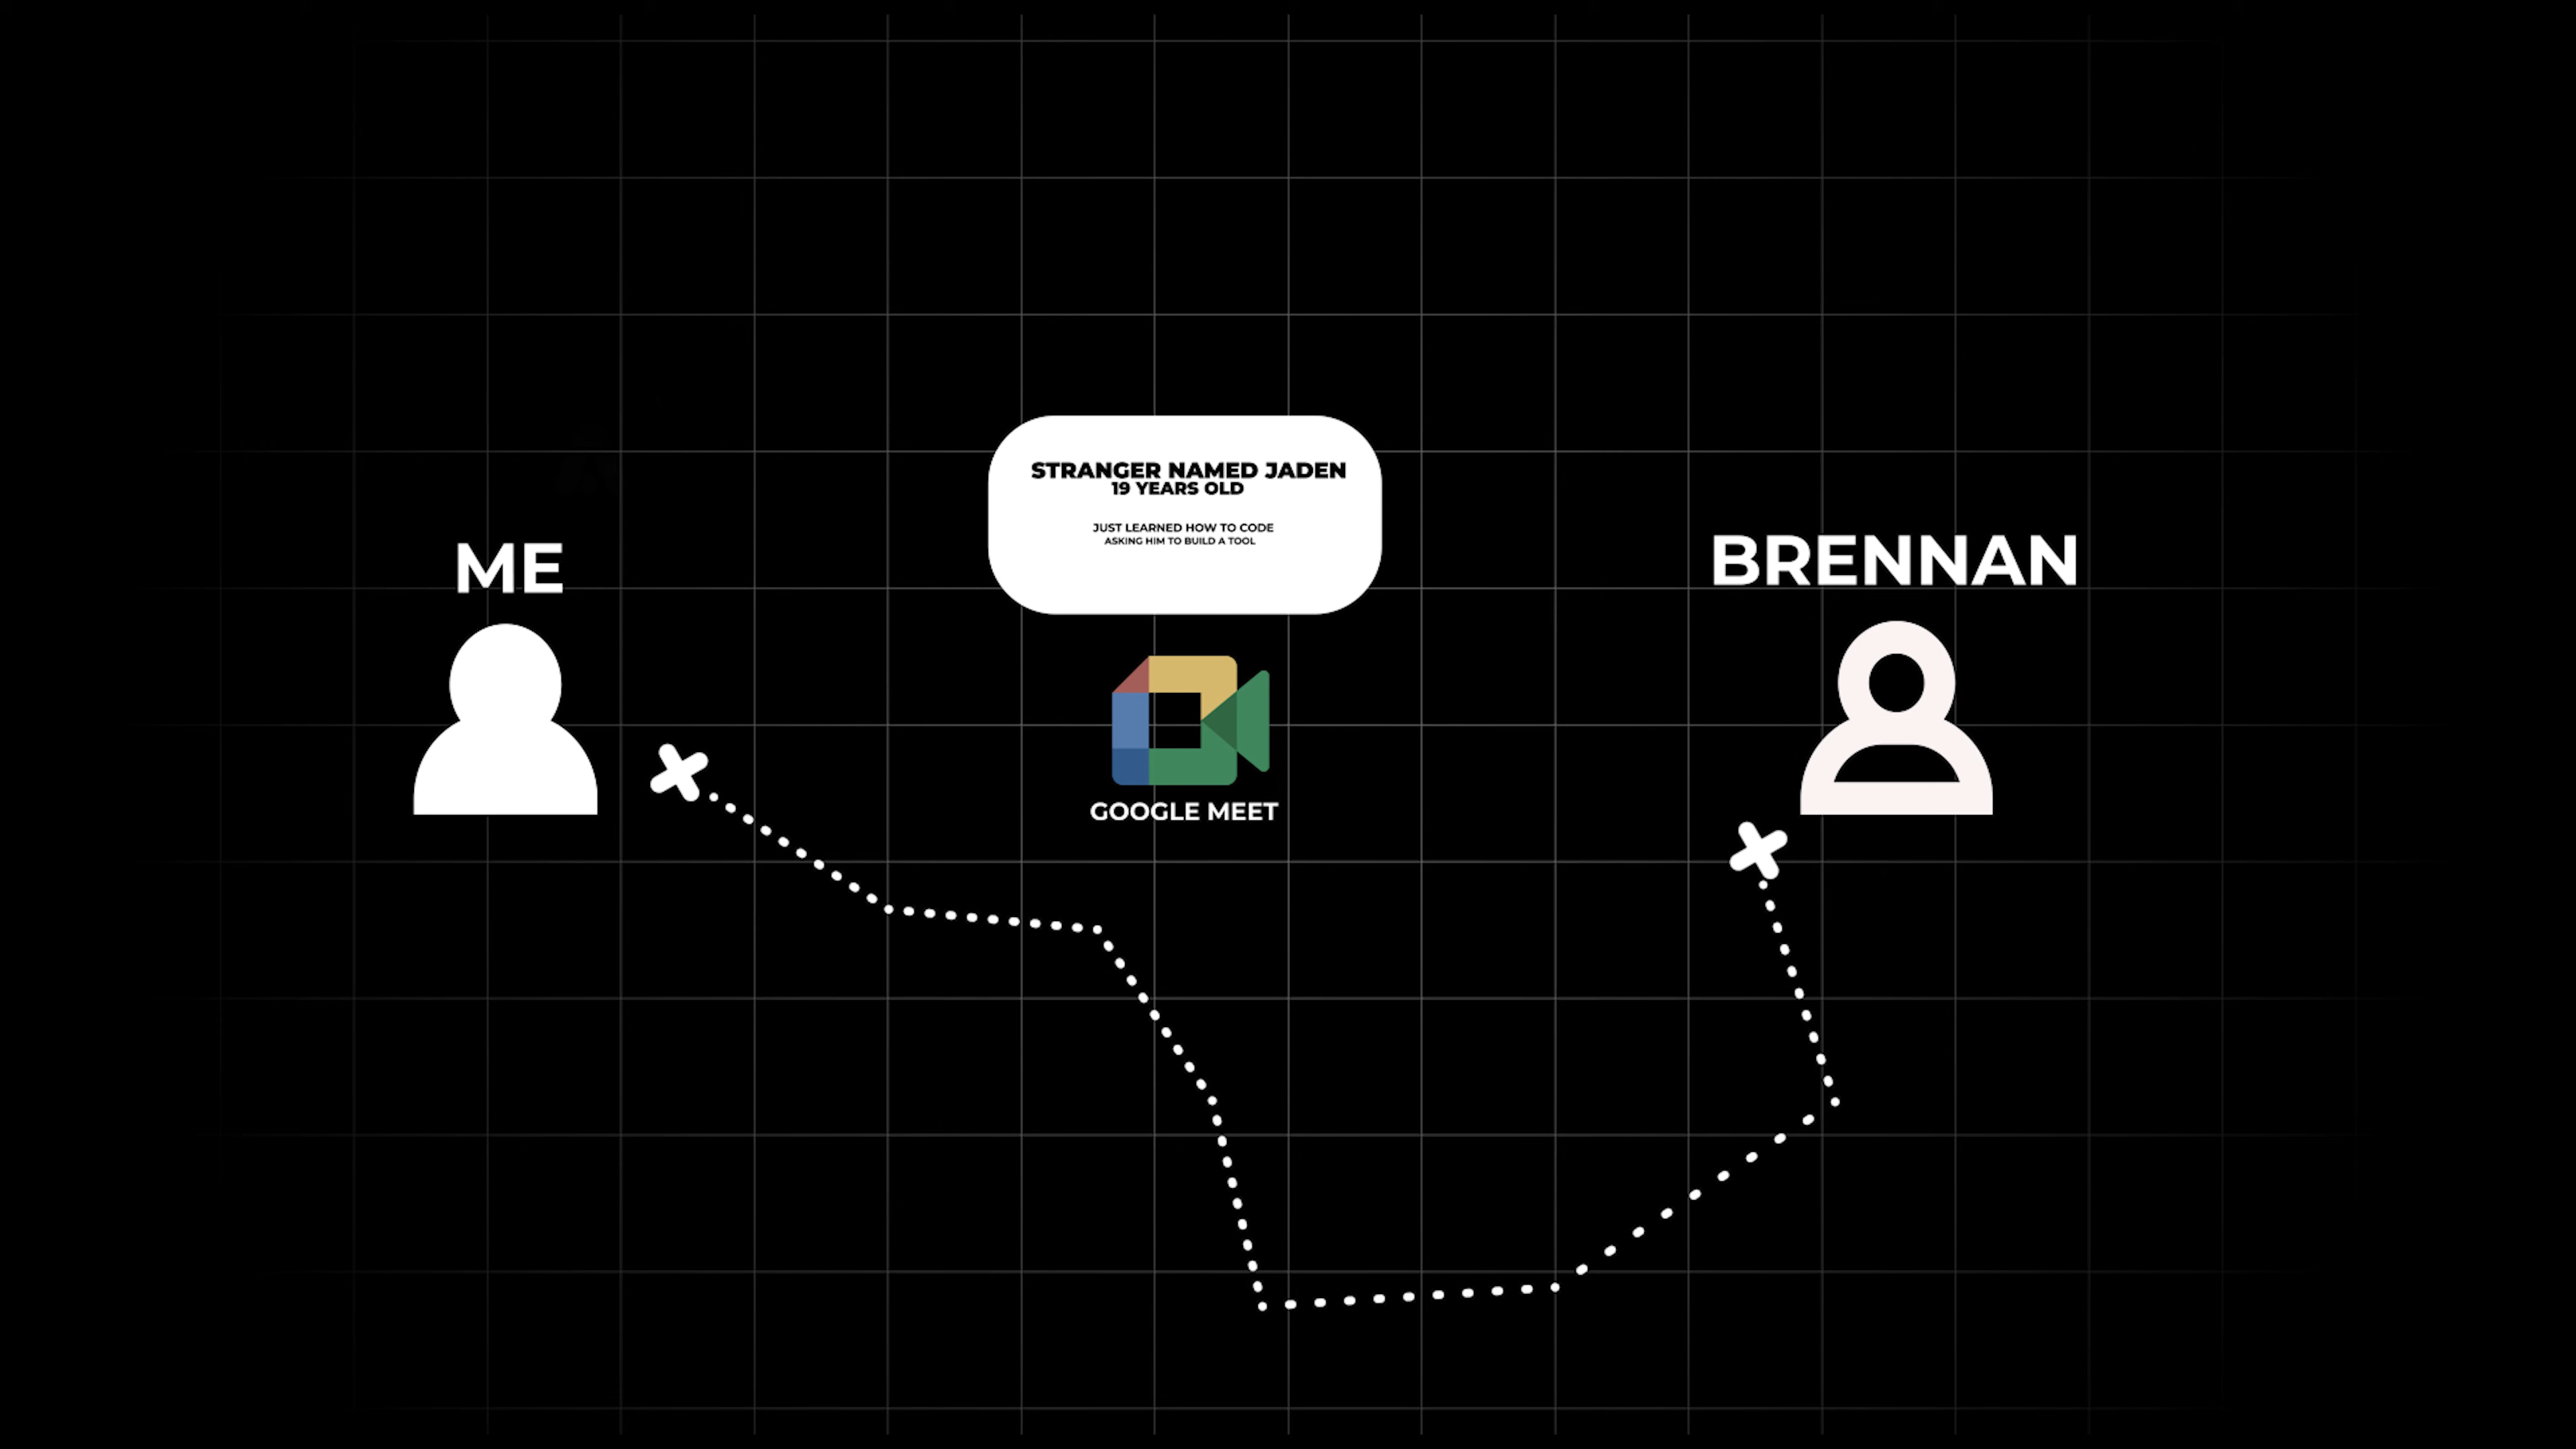 STRANGER NAMED JADEN
19 YEARS OLD
JUST LEARNED HOW TO CODE
ASKING HIM TO BUILD A TOOL
ME
BRENNAN
GOOGLE MEET